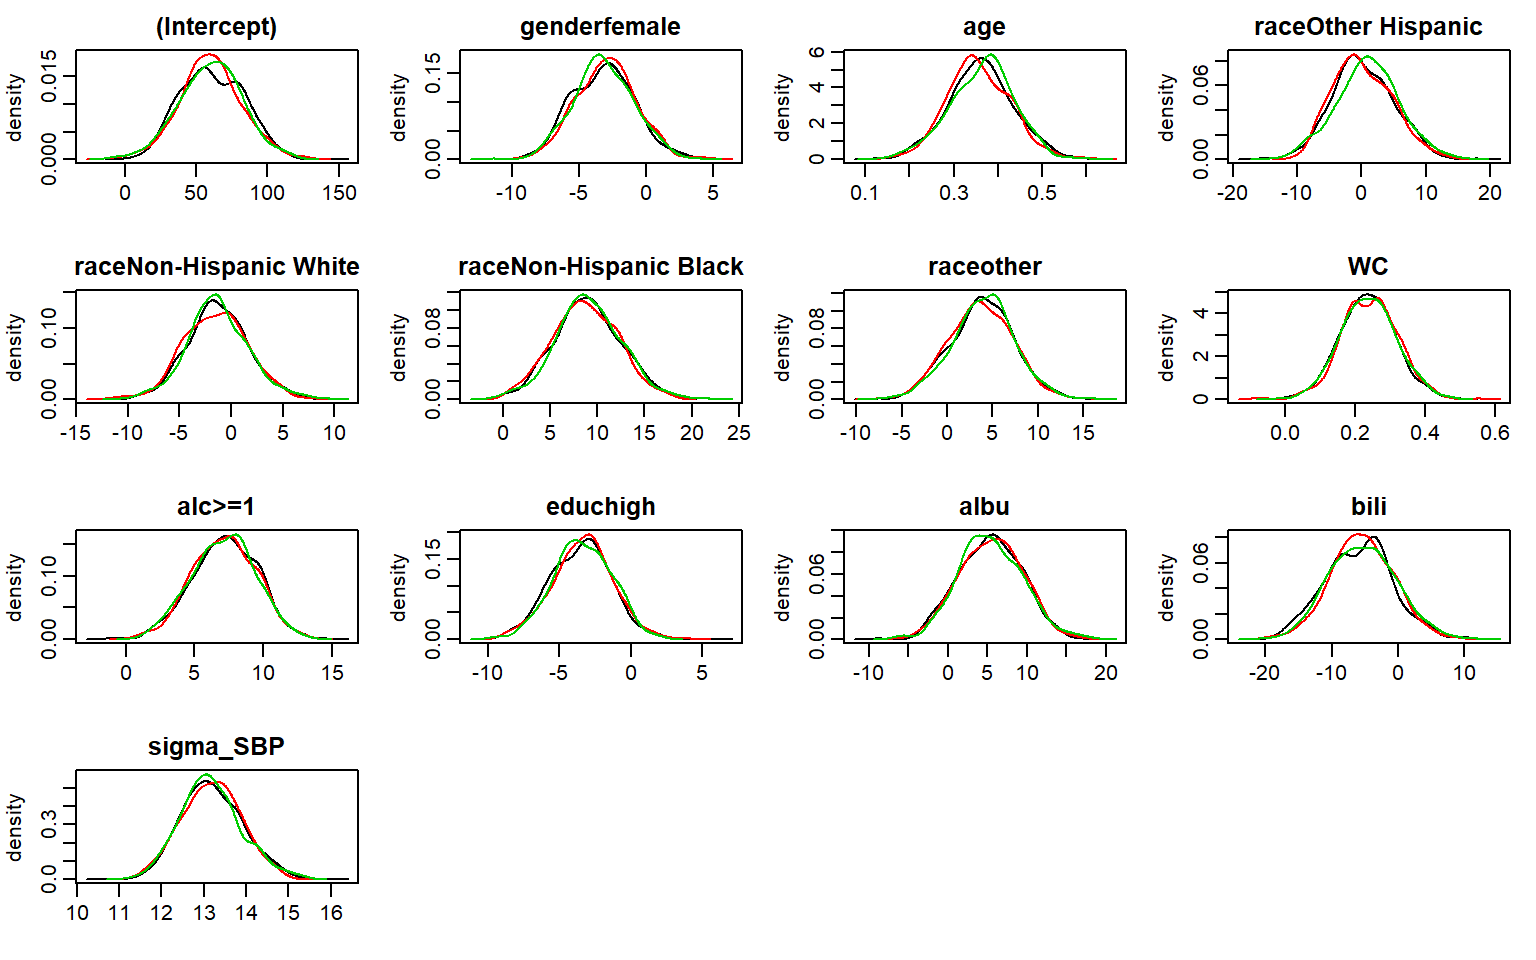 (Intercept) genderfemale age raceOther Hispanic
density 0.000 0.015 density 0.00 0.15 density 0 2 4 6 density 0.00 0.06
0 50 100 150 -10 -5 0 5 0.1 0.3 0.5 -20 -10 0 10 20
raceNon-Hispanic White raceNon-Hispanic Black raceother WC
density 0.00 0.10 density 0.00 0.08 density 0.00 0.08 density 0 2 4
-15 -10 -5 0 5 10 0 5 10 15 20 25 -10 -5 0 5 10 15 0.0 0.2 0.4 0.6
alc>=1 educhigh albu bili
density 0.00 0.10 density 0.00 0.15 density 0.00 0.06 density 0.00 0.06
0 5 10 15 -10 -5 0 5 -10 0 5 10 20 -20 -10 0 10
sigma_SBP
density 0.0 0.3
10 11 12 13 14 15 16